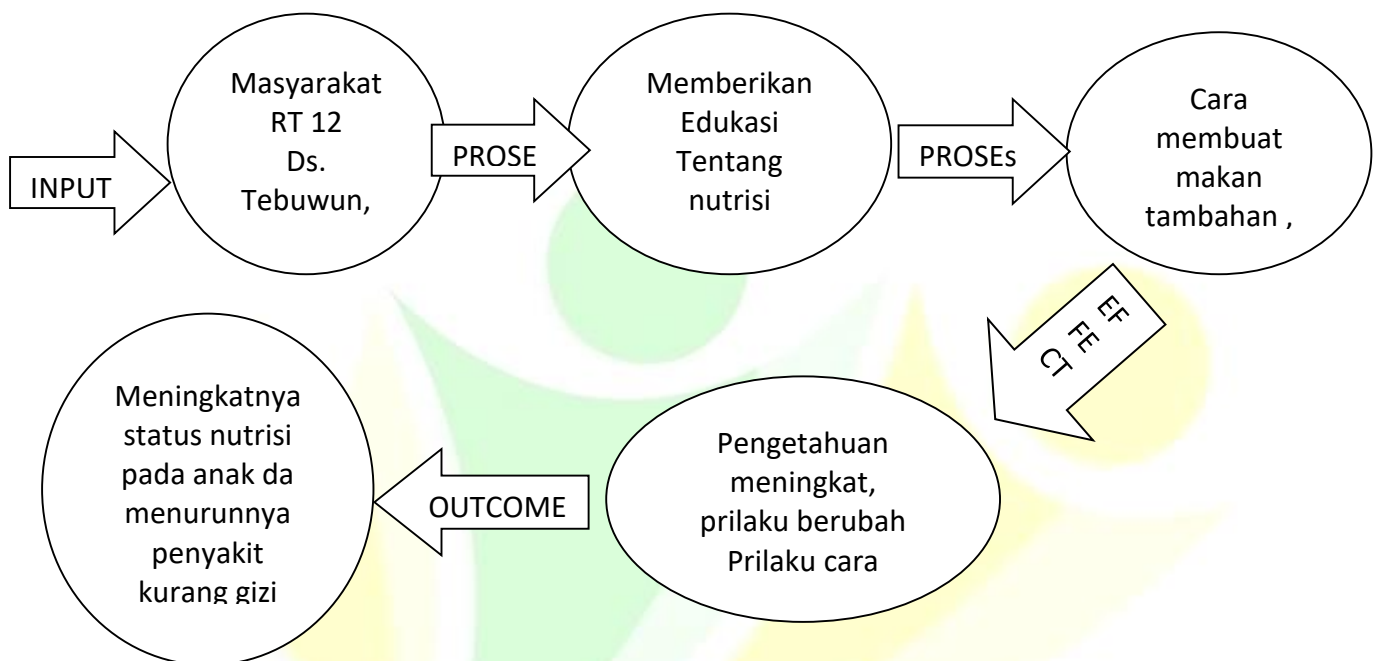 INPUT
Masyarakat
RT 12
Ds.
Tebuwun,
PROSE
Memberikan
Edukasi
Tentang
nutrisi
PROSEs
Cara
membuat
makan
tambahan ,
EF
FE
CT
Pengetahuan
meningkat,
prilaku berubah
Prilaku cara
OUTCOME
Meningkatnya
status nutrisi
pada anak da
menurunnya
penyakit
kurang gizi